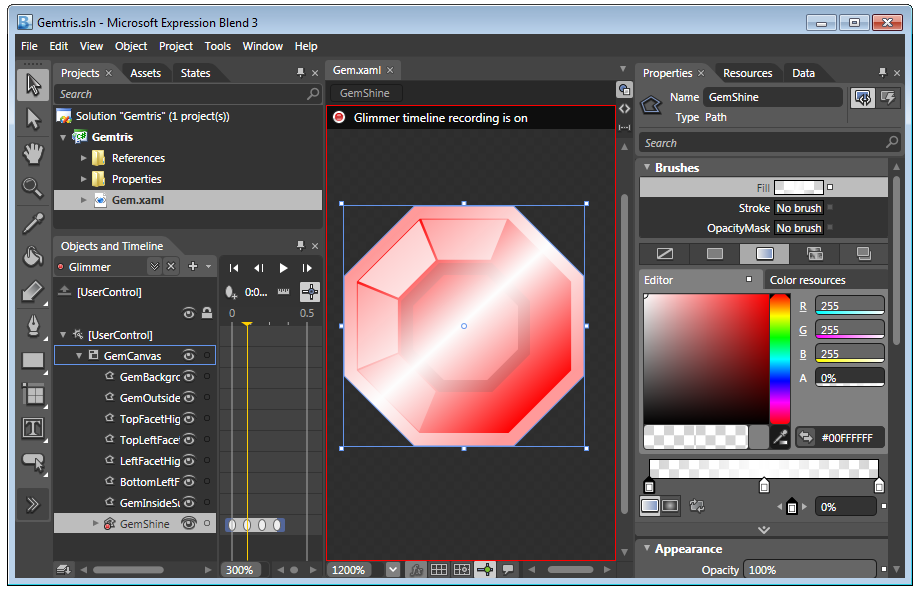 Gemtris.sln - Microsoft Expression Blend 3
File Edit View Object Project Tools Window Help
Projects Assets States
Search
Solution "Gemtris" (1 project(s))
Gemtris
References
Properties
Gem.xaml
Objects and Timeline
Glimmer
[UserControl]
0:0...
0 0.5
[UserControl]
GemCanvas
GemBackgrc
GemOutside
TopFacetHig
TopLeftFacet
LeftFacetHig
BottomLeftF
GemInsideSu
GemShine
300%
Gem.xaml
GemShine
Glimmer timeline recording is on
1200%
fx
Properties Resources Data
Name GemShine
Type Path
Search
Brushes
Fill
Stroke No brush
OpacityMask No brush
Editor Color resources
R 255
G 255
B 255
A 0%
#00FFFFFF
0%
Appearance
Opacity 100%